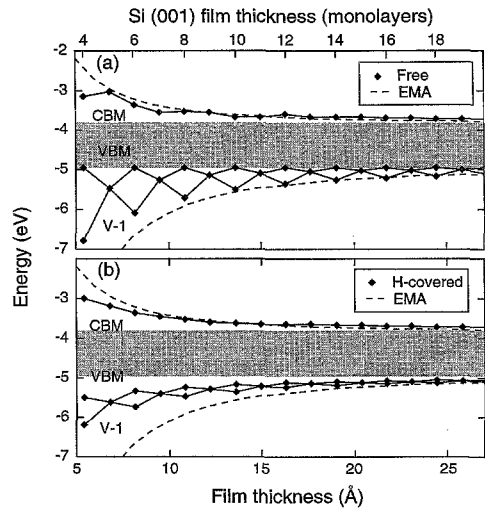 Si (001) film thickness (monolayers)
4 6 8 10 12 14 16 18
-2
(a)
Free
EMA
-3
CBM
-4
VBM
-5
-6
V-1
-7
Energy (eV)
(b)
H-covered
EMA
-3
CBM
-4
VBM
-5
-6
V-1
-7
5 10 15 20 25
Film thickness (Å)